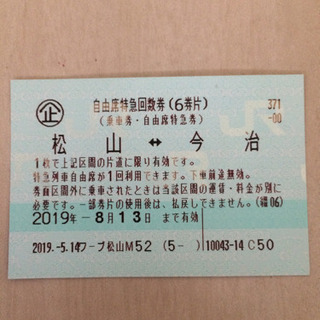 企 自由席特急回数券(6券片) 371
(乗車券・自由席特急券) -00
松山 ↔ 今治
1枚で上記区間の片道に限り有効です。
特急列車自由席が1回利用できます。下車前途無効。
券面区間外に乗車されたときは当該区間の運賃・料金が別に
必要です。一部券片の使用後は、払戻しできません。(繊06)
2019年-8月13日 まで有効
2019.-5.14ワープ松山M52 (5-) 10043-14 C50